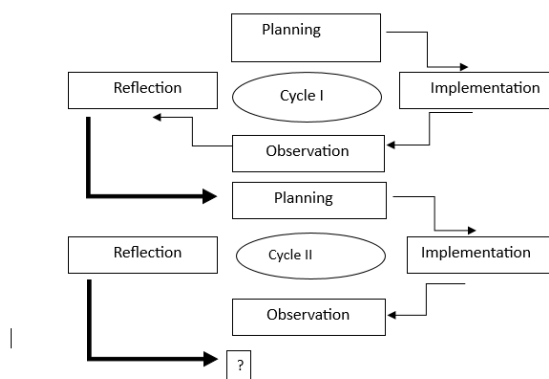 Planning
Reflection
Cycle I
Implementation
Observation
Planning
Reflection
Cycle II
Implementation
Observation
?